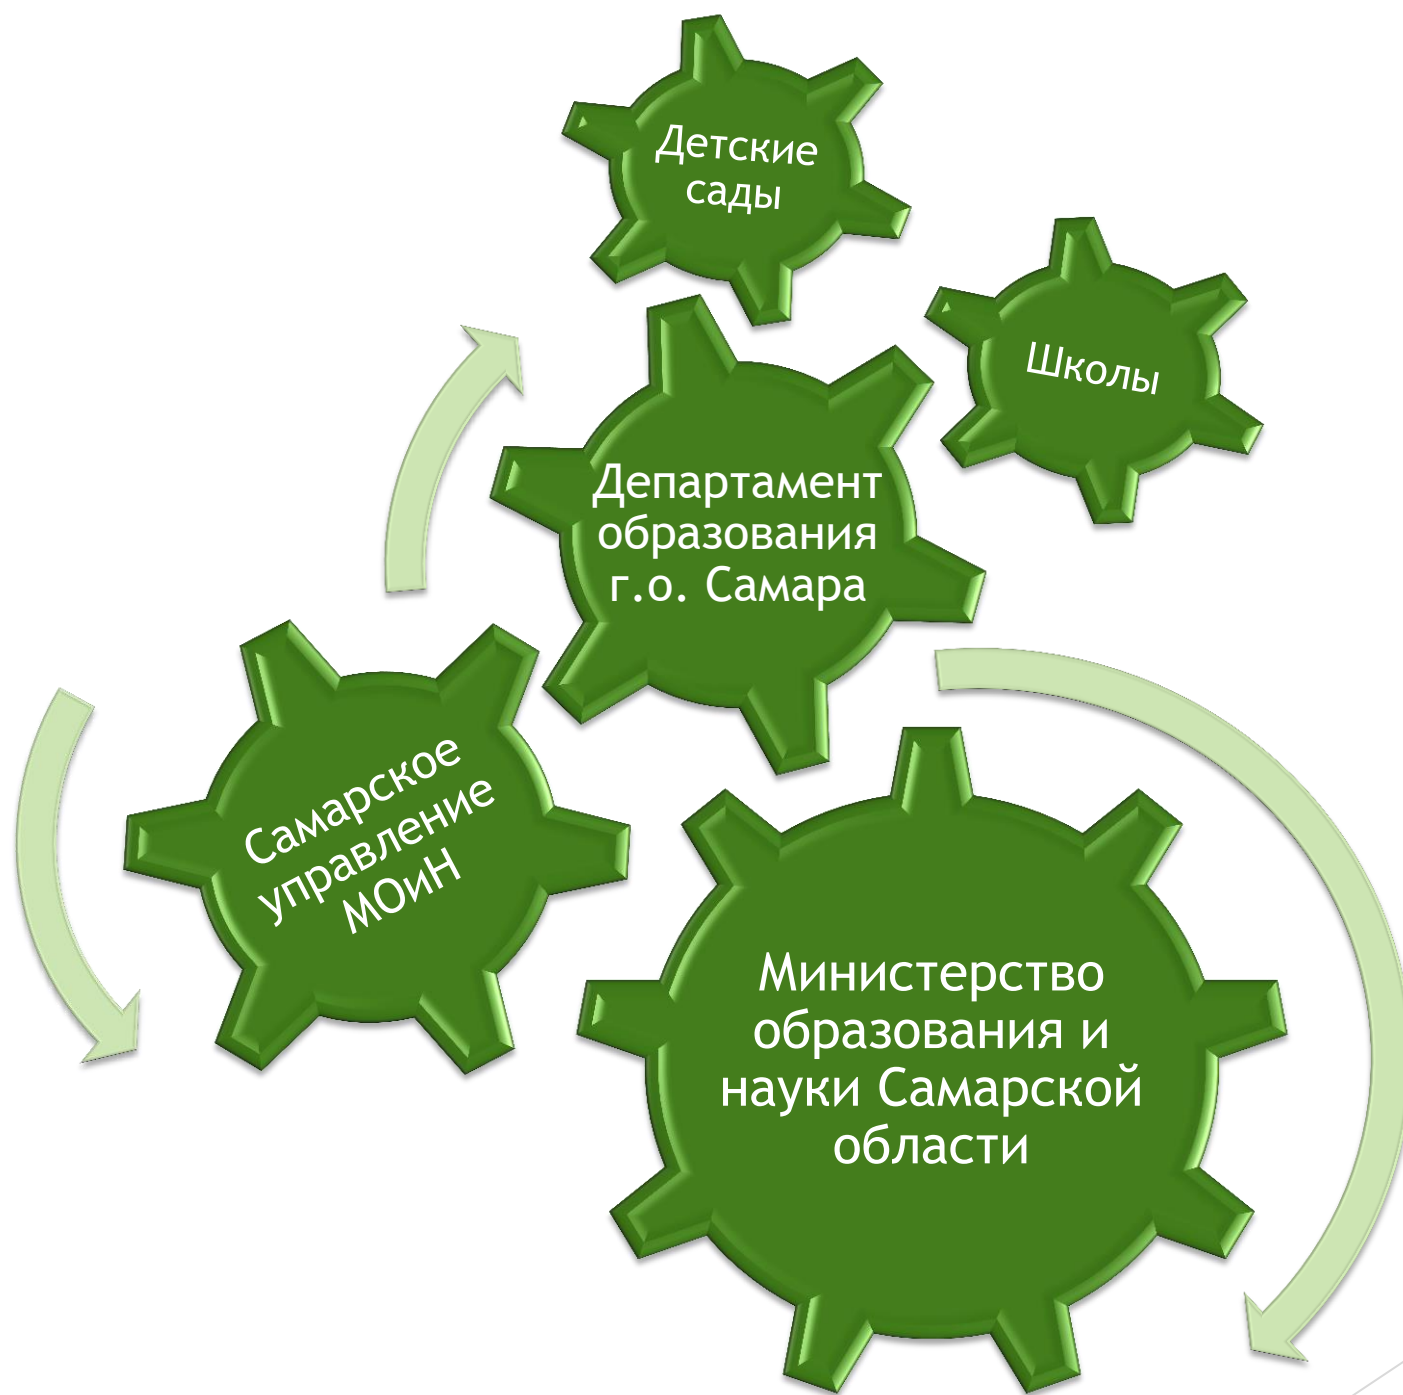 Детские
сады
Школы
Департамент
образования
г.о. Самара
Самарское
управление
МОиН
Министерство
образования и
науки Самарской
области